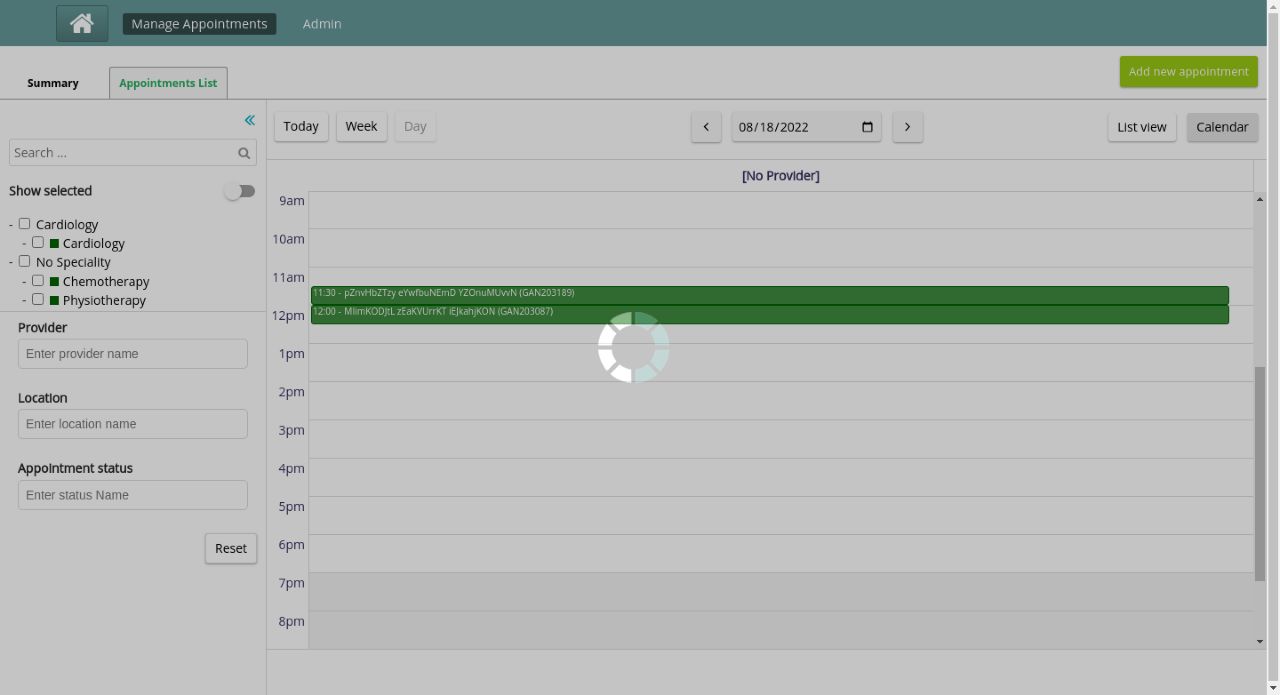 Manage Appointments
Admin
Summary
Appointments List
Add new appointment
Today
Week
Day
08/18/2022
List view
Calendar
Search ...
Show selected
- Cardiology
- Cardiology
- No Speciality
- Chemotherapy
- Physiotherapy
Provider
Enter provider name
Location
Enter location name
Appointment status
Enter status Name
Reset
[No Provider]
9am
10am
11am
11:30 - pZnvHbZTzy eYwfbuNEmD YZOnuMUvvN (GAN203189)
12pm
12:00 - MlimKODJtL zEaKVUrrKT iEJkahjKON (GAN203087)
1pm
2pm
3pm
4pm
5pm
6pm
7pm
8pm